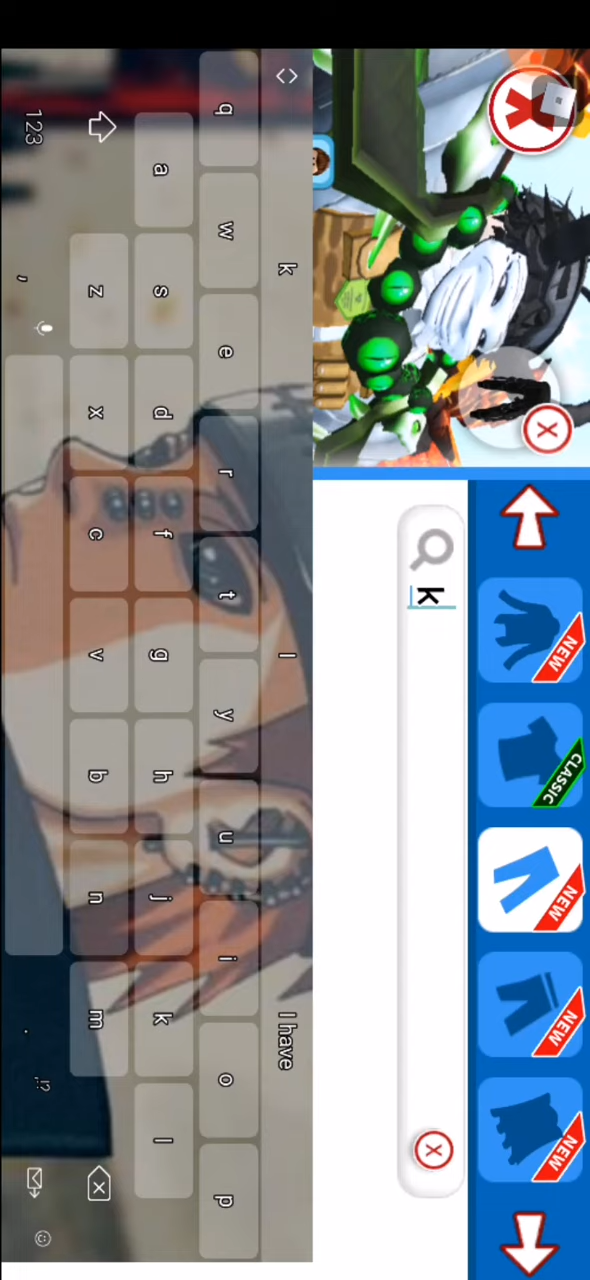 NEW
CLASSIC
NEW
NEW
NEW
k
k
I
I have
q w e r t y u i o p
a s d f g h j k l
z x c v b n m
123 , . ,!?